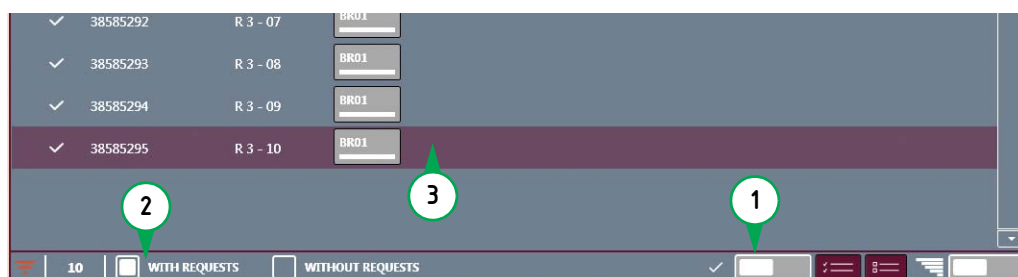 38585292 R 3 - 07 BR01
38585293 R 3 - 08 BR01
38585294 R 3 - 09 BR01
38585295 R 3 - 10 BR01
2 3 1
10 WITH REQUESTS WITHOUT REQUESTS